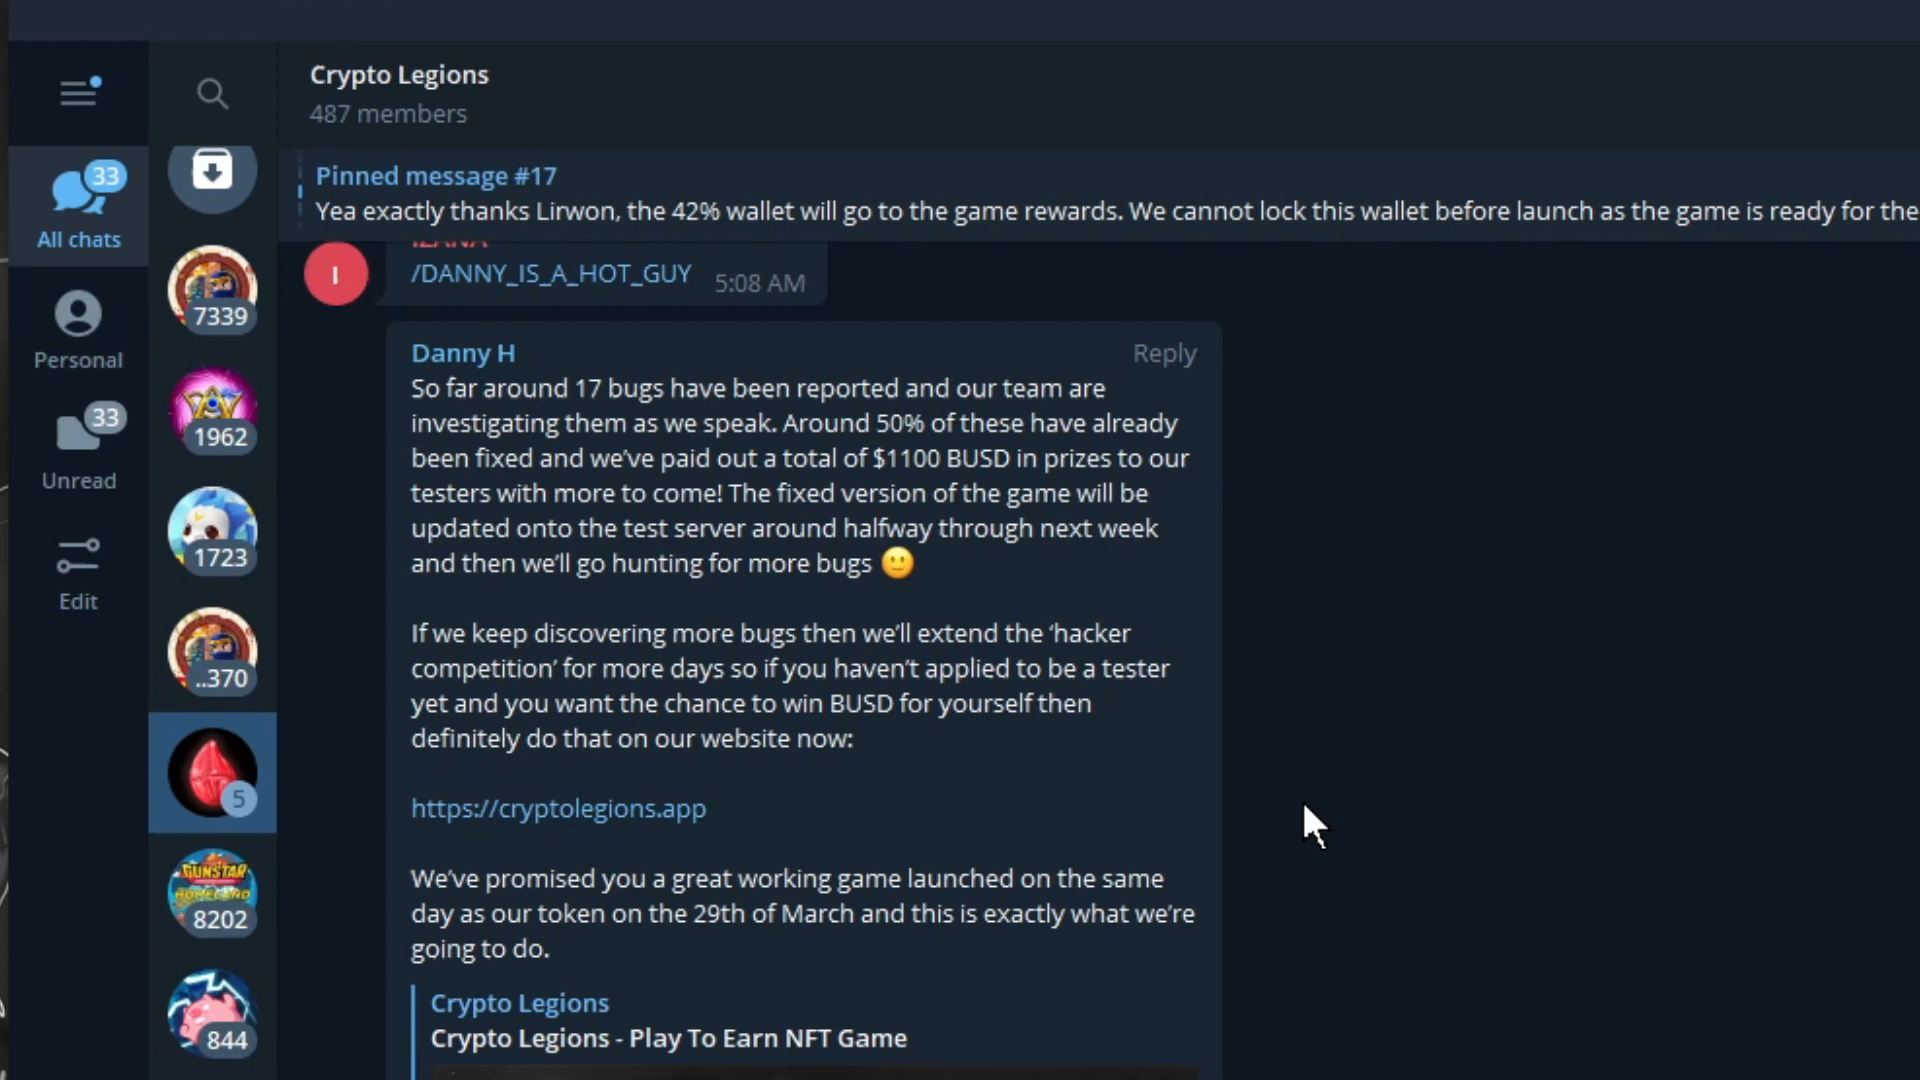 Crypto Legions
487 members
Pinned message #17
Yea exactly thanks Lirwon, the 42% wallet will go to the game rewards. We cannot lock this wallet before launch as the game is ready for the
33
All chats
Personal
33
Unread
Edit
7339
1962
1723
..370
5
GUNSTAR
8202
844
I
/DANNY_IS_A_HOT_GUY 5:08 AM
Danny H Reply
So far around 17 bugs have been reported and our team are
investigating them as we speak. Around 50% of these have already
been fixed and we've paid out a total of $1100 BUSD in prizes to our
testers with more to come! The fixed version of the game will be
updated onto the test server around halfway through next week
and then we'll go hunting for more bugs 🙂
If we keep discovering more bugs then we'll extend the ‘hacker
competition’ for more days so if you haven't applied to be a tester
yet and you want the chance to win BUSD for yourself then
definitely do that on our website now:
https://cryptolegions.app
We've promised you a great working game launched on the same
day as our token on the 29th of March and this is exactly what we're
going to do.
Crypto Legions
Crypto Legions - Play To Earn NFT Game